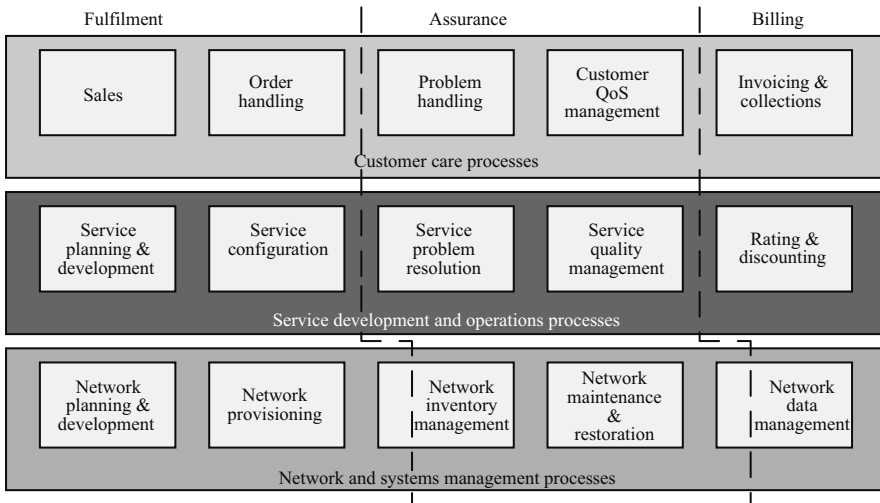 Fulfilment
Assurance
Billing
Sales
Order
handling
Problem
handling
Customer
QoS
management
Invoicing &
collections
Customer care processes
Service
planning &
development
Service
configuration
Service
problem
resolution
Service
quality
management
Rating &
discounting
Service development and operations processes
Network
planning &
development
Network
provisioning
Network
inventory
management
Network
maintenance
&
restoration
Network
data
management
Network and systems management processes